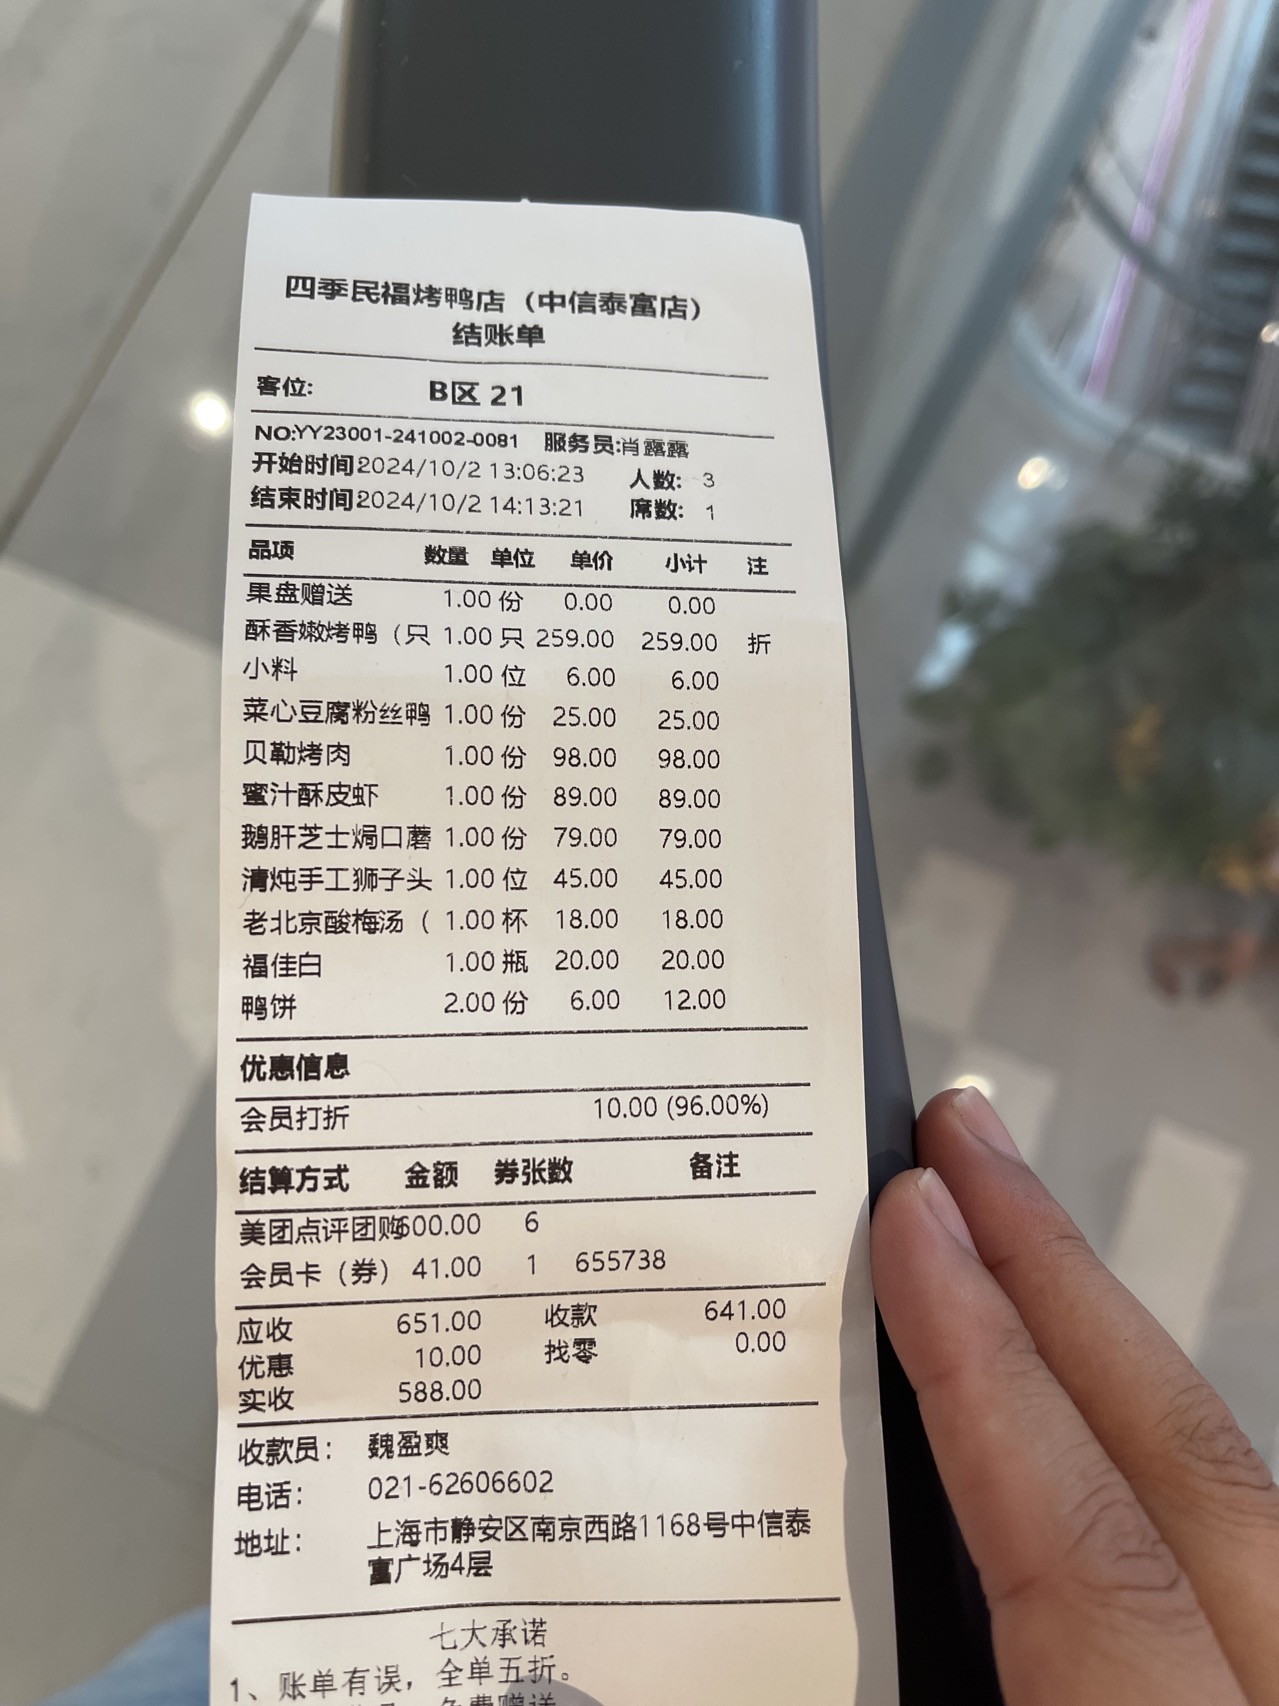 四季民福烤鸭店（中信泰富店）
结账单
客位： B区 21
NO:YY23001-241002-0081 服务员:肖露露
开始时间:2024/10/2 13:06:23 人数： 3
结束时间:2024/10/2 14:13:21 席数： 1
品项 数量 单位 单价 小计 注
果盘赠送 1.00 份 0.00 0.00
酥香嫩烤鸭（只 1.00 只 259.00 259.00 折
小料 1.00 位 6.00 6.00
菜心豆腐粉丝鸭 1.00 份 25.00 25.00
贝勒烤肉 1.00 份 98.00 98.00
蜜汁酥皮虾 1.00 份 89.00 89.00
鹅肝芝士焗口蘑 1.00 份 79.00 79.00
清炖手工狮子头 1.00 位 45.00 45.00
老北京酸梅汤（ 1.00 杯 18.00 18.00
福佳白 1.00 瓶 20.00 20.00
鸭饼 2.00 份 6.00 12.00
优惠信息
会员打折 10.00 (96.00%)
结算方式 金额 券张数 备注
美团点评团购600.00 6
会员卡（券） 41.00 1 655738
应收 651.00 收款 641.00
优惠 10.00 找零 0.00
实收 588.00
收款员： 魏盈爽
电话： 021-62606602
地址： 上海市静安区南京西路1168号中信泰
富广场4层
七大承诺
1、账单有误，全单五折。
免费赠送